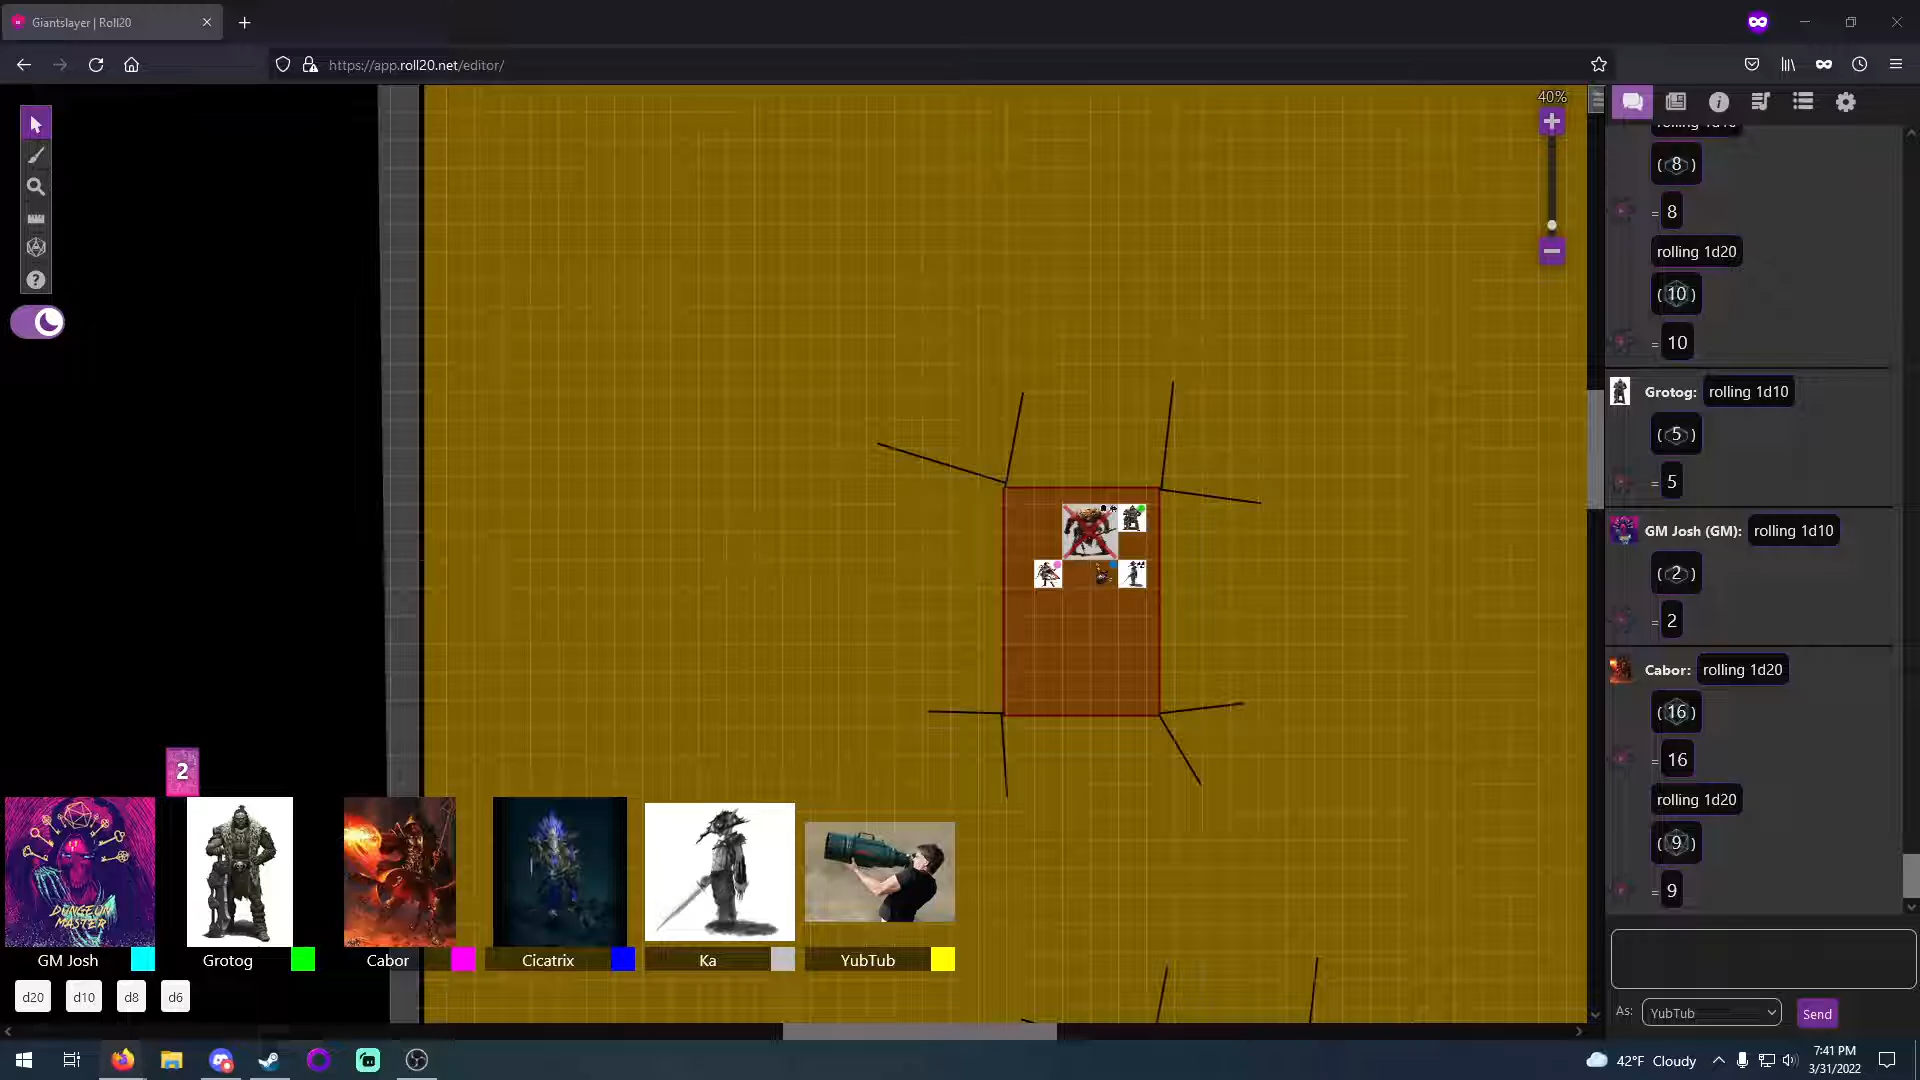 Giantslayer | Roll20
https://app.roll20.net/editor/
40%
(8)
= 8
rolling 1d20
(10)
= 10
Grotog: rolling 1d10
(5)
= 5
GM Josh (GM): rolling 1d10
(2)
= 2
Cabor: rolling 1d20
(16)
= 16
rolling 1d20
(9)
= 9
2
DUNGEON
MASTER
GM Josh
Grotog
Cabor
Cicatrix
Ka
YubTub
d20
d10
d8
d6
As: YubTub
Send
42°F Cloudy
7:41 PM
3/31/2022